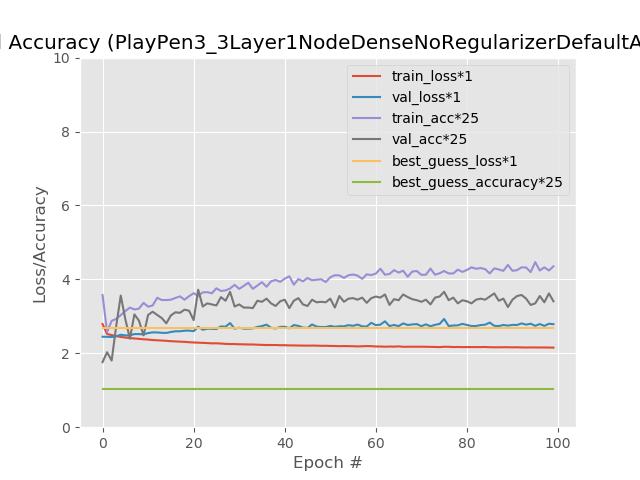 l Accuracy (PlayPen3_3Layer1NodeDenseNoRegularizerDefaultA
10
8
6
4
2
0
Loss/Accuracy
train_loss*1
val_loss*1
train_acc*25
val_acc*25
best_guess_loss*1
best_guess_accuracy*25
0 20 40 60 80 100
Epoch #